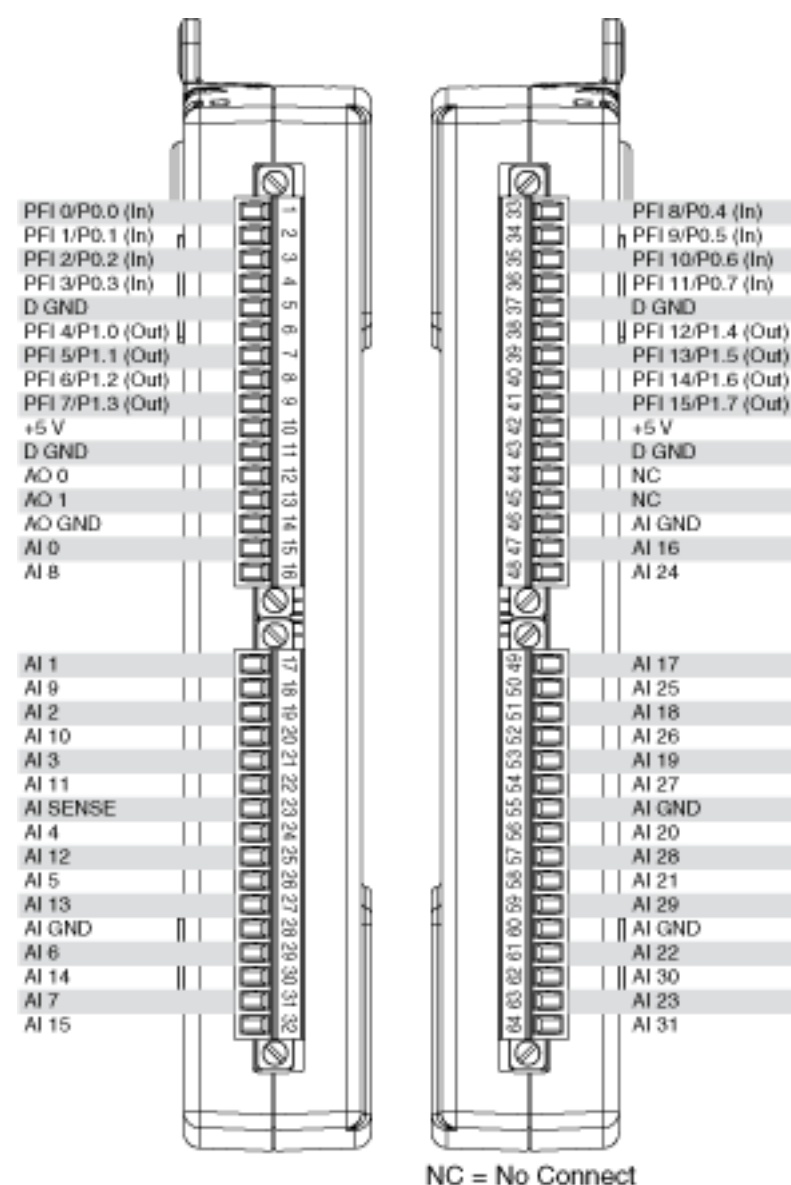 PFI 0/P0.0 (In) 1
PFI 1/P0.1 (In) 2
PFI 2/P0.2 (In) 3
PFI 3/P0.3 (In) 4
D GND 5
PFI 4/P1.0 (Out) 6
PFI 5/P1.1 (Out) 7
PFI 6/P1.2 (Out) 8
PFI 7/P1.3 (Out) 9
+5 V 10
D GND 11
AO 0 12
AO 1 13
AO GND 14
AI 0 15
AI 8 16
AI 1 17
AI 9 18
AI 2 19
AI 10 20
AI 3 21
AI 11 22
AI SENSE 23
AI 4 24
AI 12 25
AI 5 26
AI 13 27
AI GND 28
AI 6 29
AI 14 30
AI 7 31
AI 15 32
33 PFI 8/P0.4 (In)
34 PFI 9/P0.5 (In)
35 PFI 10/P0.6 (In)
36 PFI 11/P0.7 (In)
37 D GND
38 PFI 12/P1.4 (Out)
39 PFI 13/P1.5 (Out)
40 PFI 14/P1.6 (Out)
41 PFI 15/P1.7 (Out)
42 +5 V
43 D GND
44 NC
45 NC
46 AI GND
47 AI 16
48 AI 24
49 AI 17
50 AI 25
51 AI 18
52 AI 26
53 AI 19
54 AI 27
55 AI GND
56 AI 20
57 AI 28
58 AI 21
59 AI 29
60 AI GND
61 AI 22
62 AI 30
63 AI 23
64 AI 31
NC = No Connect